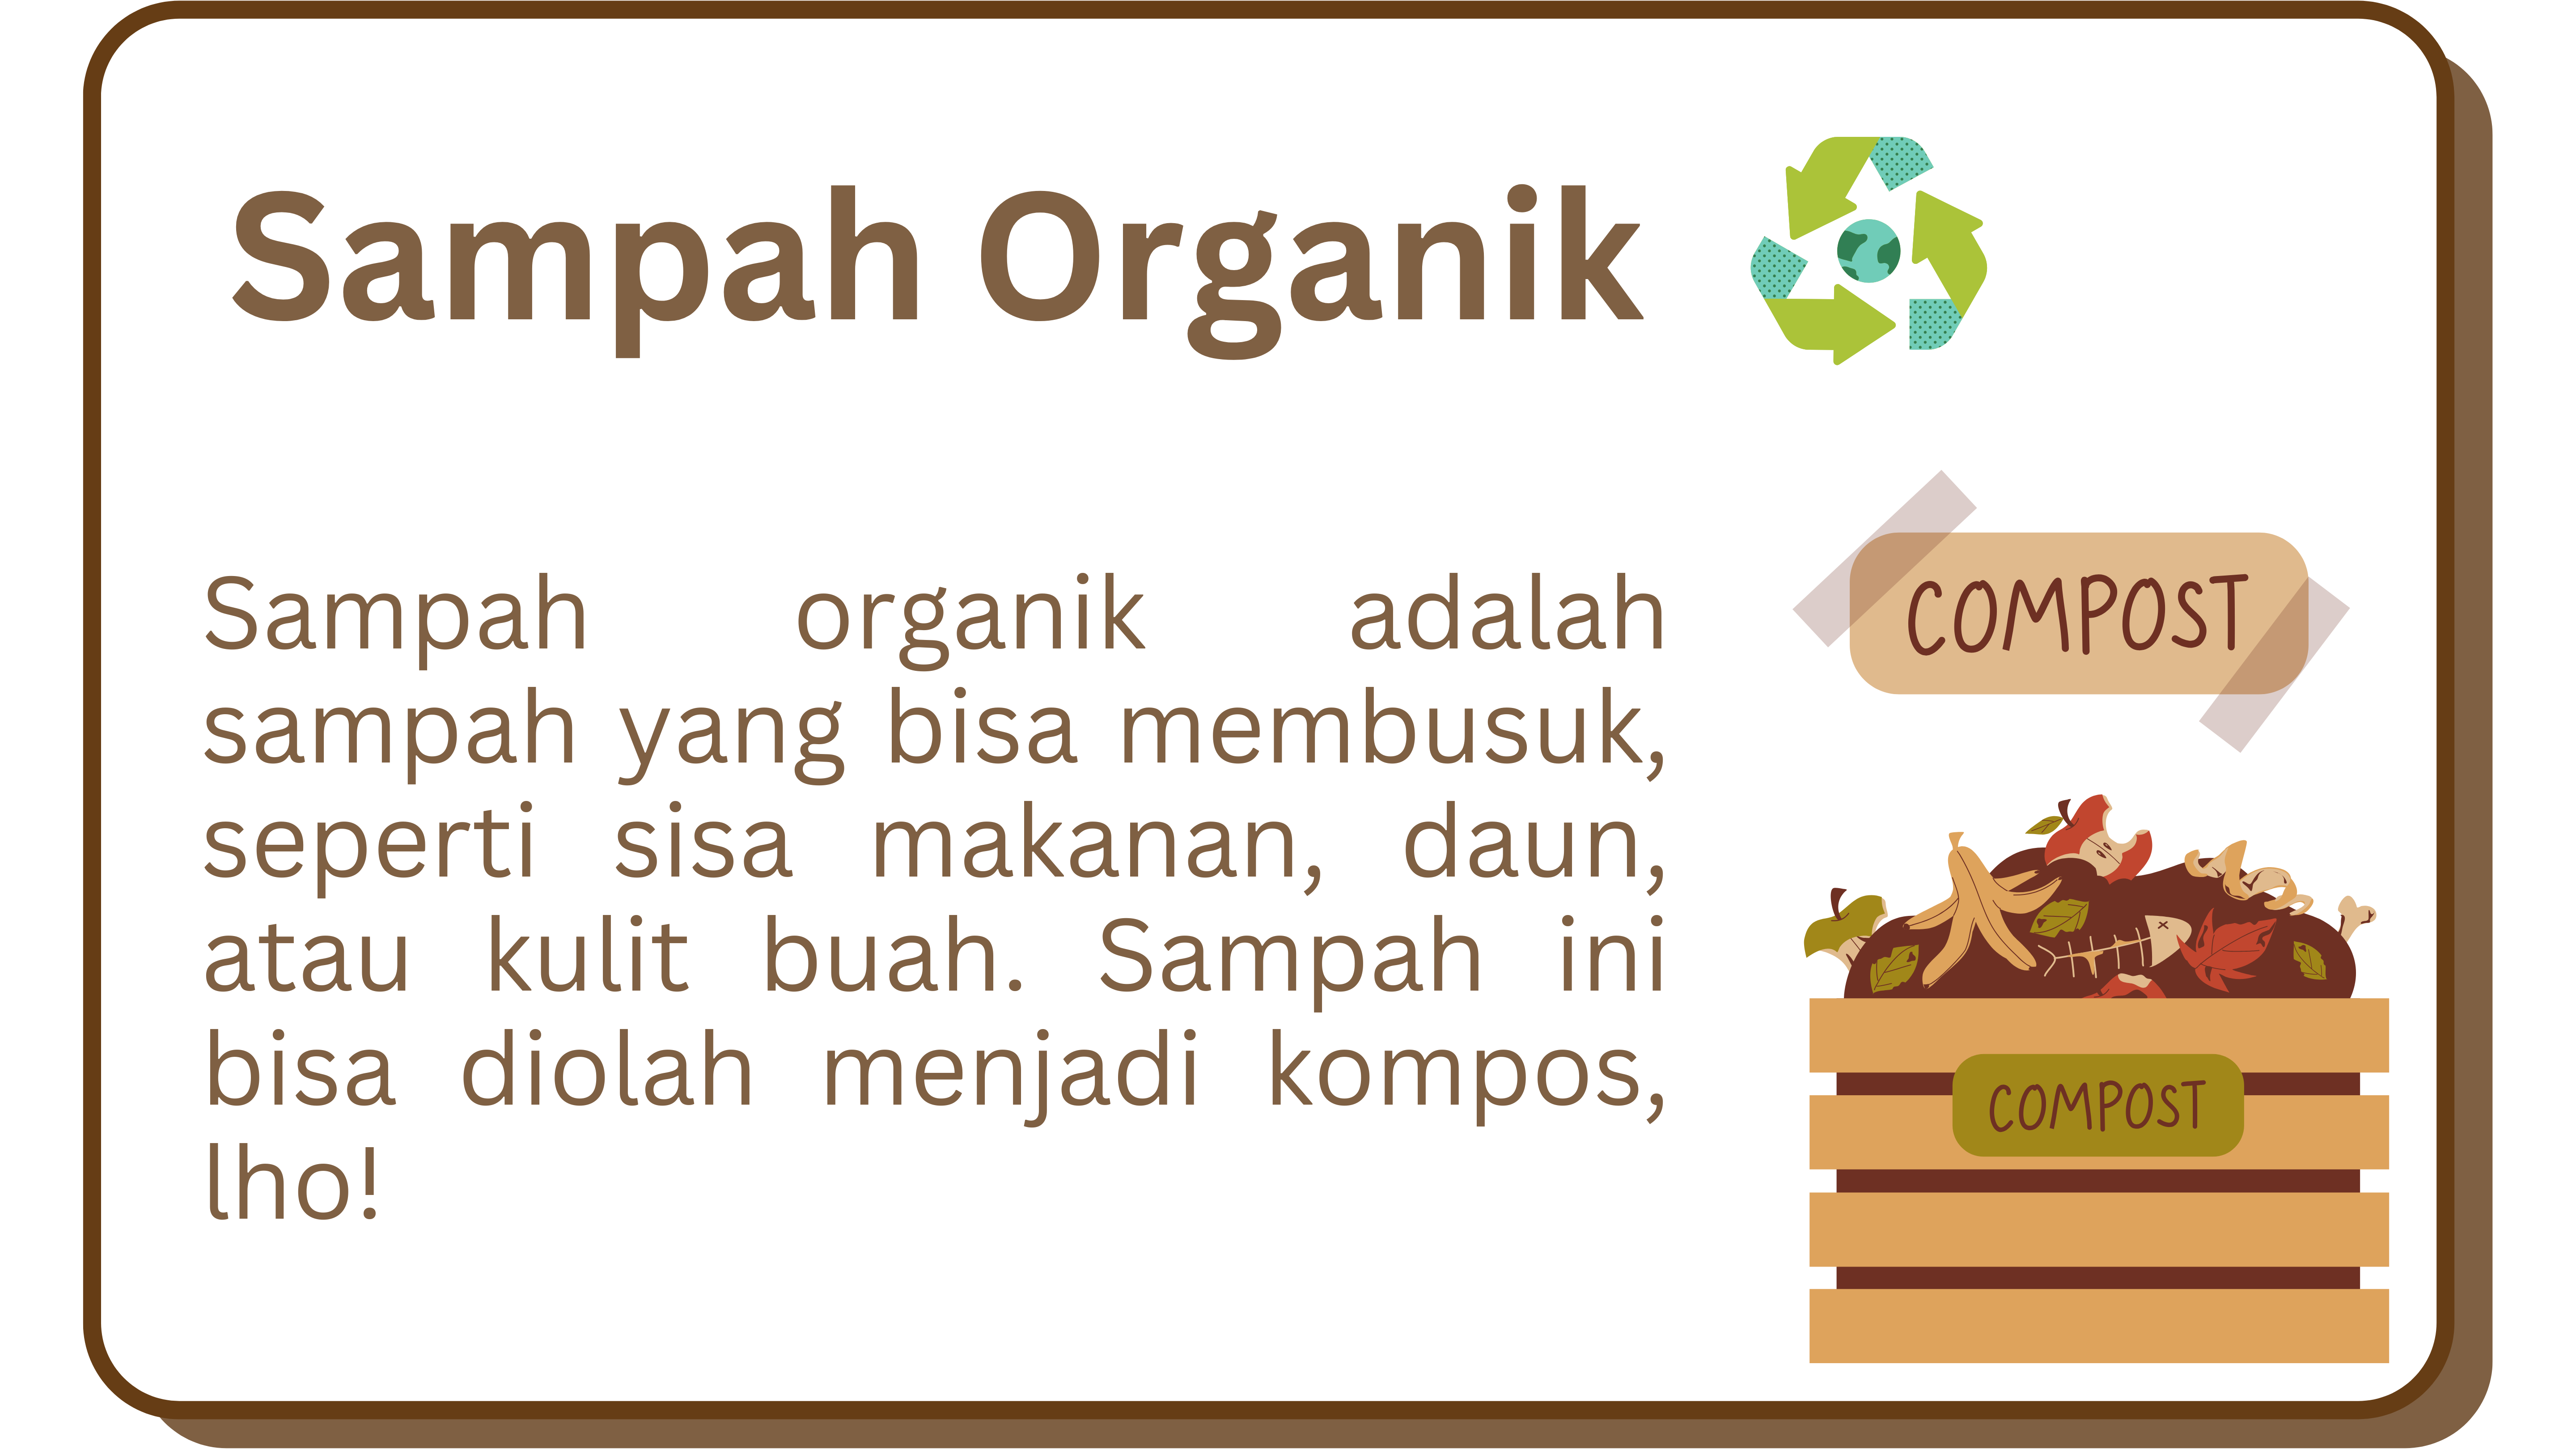 Sampah Organik
Sampah organik adalah
sampah yang bisa membusuk,
seperti sisa makanan, daun,
atau kulit buah. Sampah ini
bisa diolah menjadi kompos,
lho!
COMPOST
COMPOST